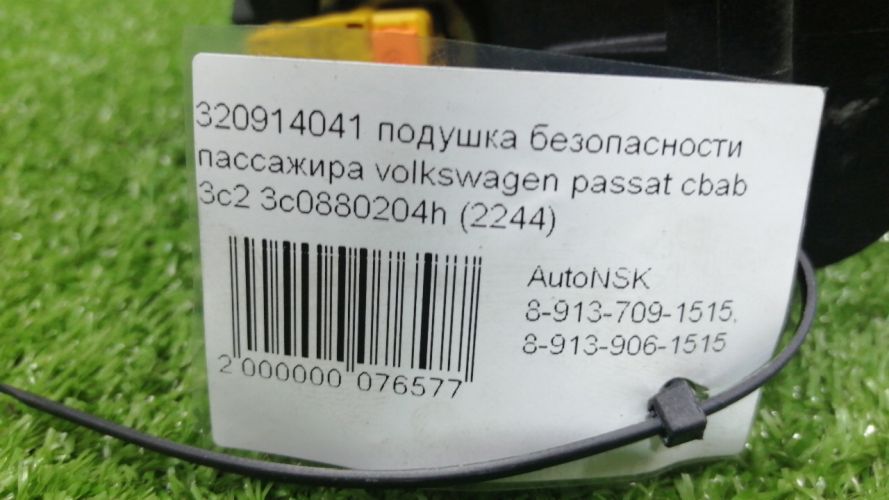 320914041 подушка безопасности
пассажира volkswagen passat cbab
3c2 3c0880204h (2244)
AutoNSK
8-913-709-1515,
8-913-906-1515
2 000000 076577